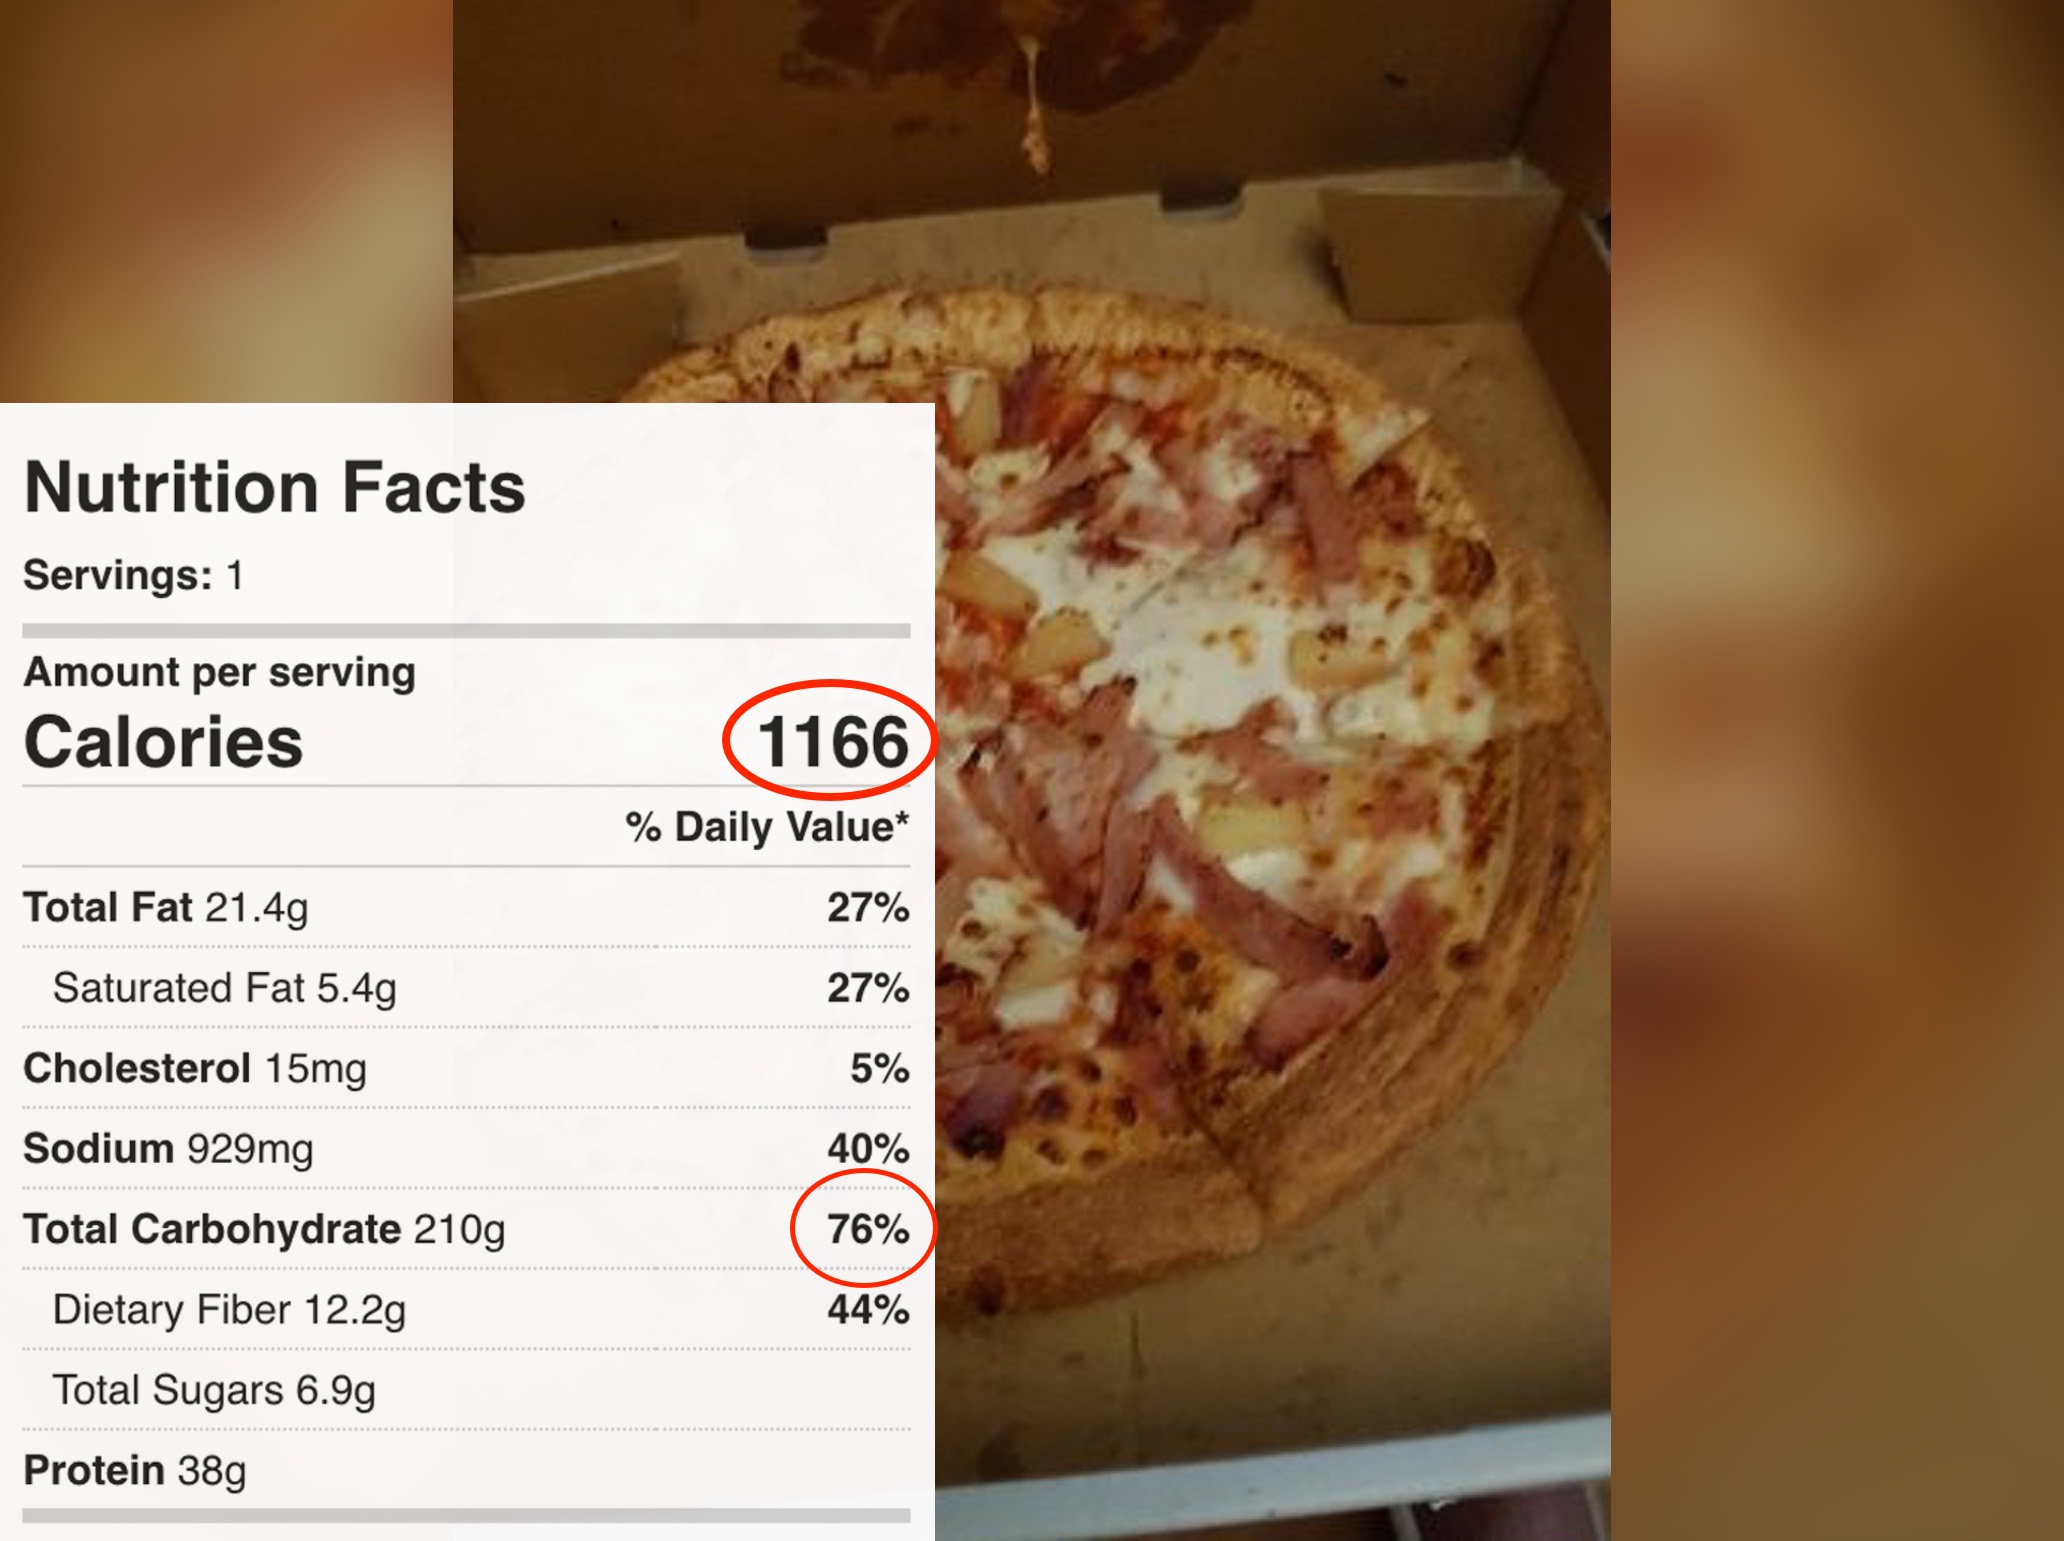 Nutrition Facts
Servings: 1
Amount per serving
Calories 1166
% Daily Value*
Total Fat 21.4g 27%
Saturated Fat 5.4g 27%
Cholesterol 15mg 5%
Sodium 929mg 40%
Total Carbohydrate 210g 76%
Dietary Fiber 12.2g 44%
Total Sugars 6.9g
Protein 38g